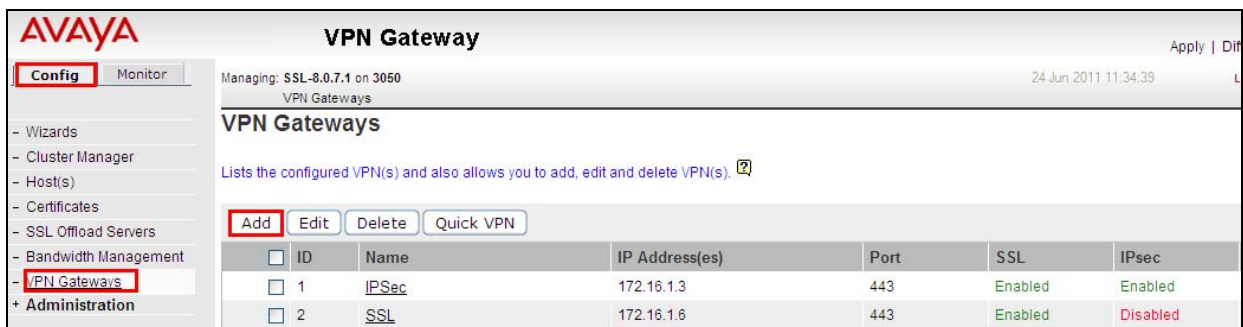 AVAYA
VPN Gateway
Apply | Dif
Config Monitor
Managing: SSL-8.0.7.1 on 3050
24 Jun 2011 11:34:39
L
VPN Gateways
VPN Gateways
- Wizards
- Cluster Manager
- Host(s)
- Certificates
- SSL Offload Servers
- Bandwidth Management
- VPN Gateways
+ Administration
Lists the configured VPN(s) and also allows you to add, edit and delete VPN(s). ?
Add Edit Delete Quick VPN
ID Name IP Address(es) Port SSL IPsec
1 IPSec 172.16.1.3 443 Enabled Enabled
2 SSL 172.16.1.6 443 Enabled Disabled